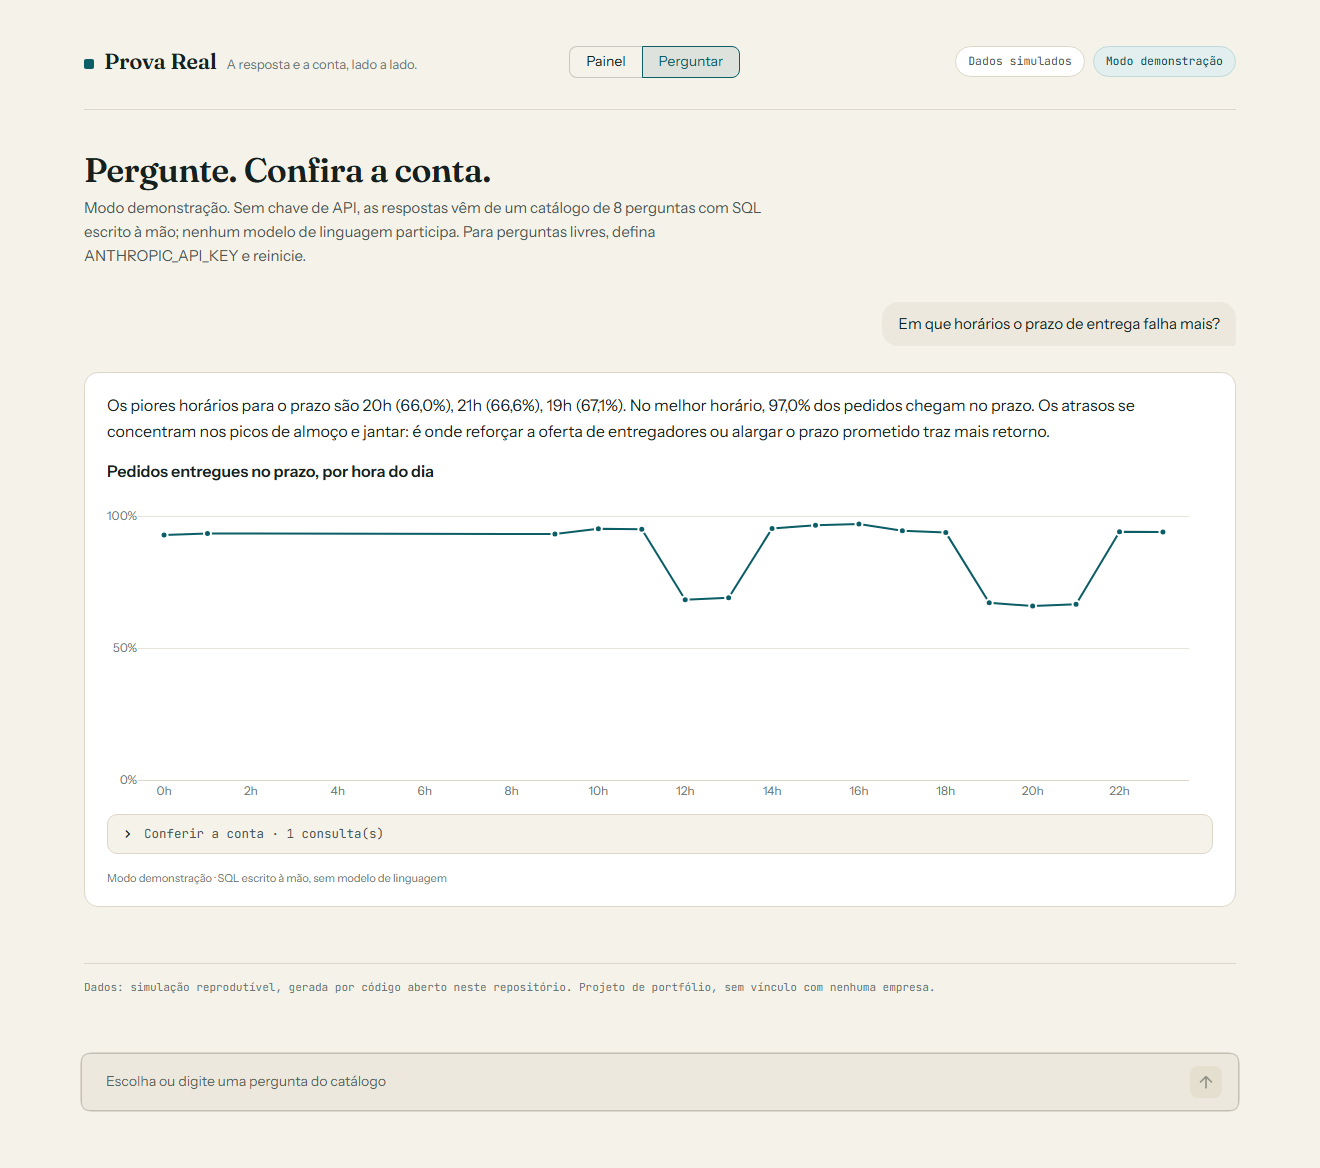 Prova Real A resposta e a conta, lado a lado.
Painel Perguntar
Dados simulados Modo demonstração
Pergunte. Confira a conta.
Modo demonstração. Sem chave de API, as respostas vêm de um catálogo de 8 perguntas com SQL
escrito à mão; nenhum modelo de linguagem participa. Para perguntas livres, defina
ANTHROPIC_API_KEY e reinicie.
Em que horários o prazo de entrega falha mais?
Os piores horários para o prazo são 20h (66,0%), 21h (66,6%), 19h (67,1%). No melhor horário, 97,0% dos pedidos chegam no prazo. Os atrasos se
concentram nos picos de almoço e jantar: é onde reforçar a oferta de entregadores ou alargar o prazo prometido traz mais retorno.
Pedidos entregues no prazo, por hora do dia
100%
50%
0%
0h 2h 4h 6h 8h 10h 12h 14h 16h 18h 20h 22h
Conferir a conta · 1 consulta(s)
Modo demonstração · SQL escrito à mão, sem modelo de linguagem
Dados: simulação reprodutível, gerada por código aberto neste repositório. Projeto de portfólio, sem vínculo com nenhuma empresa.
Escolha ou digite uma pergunta do catálogo